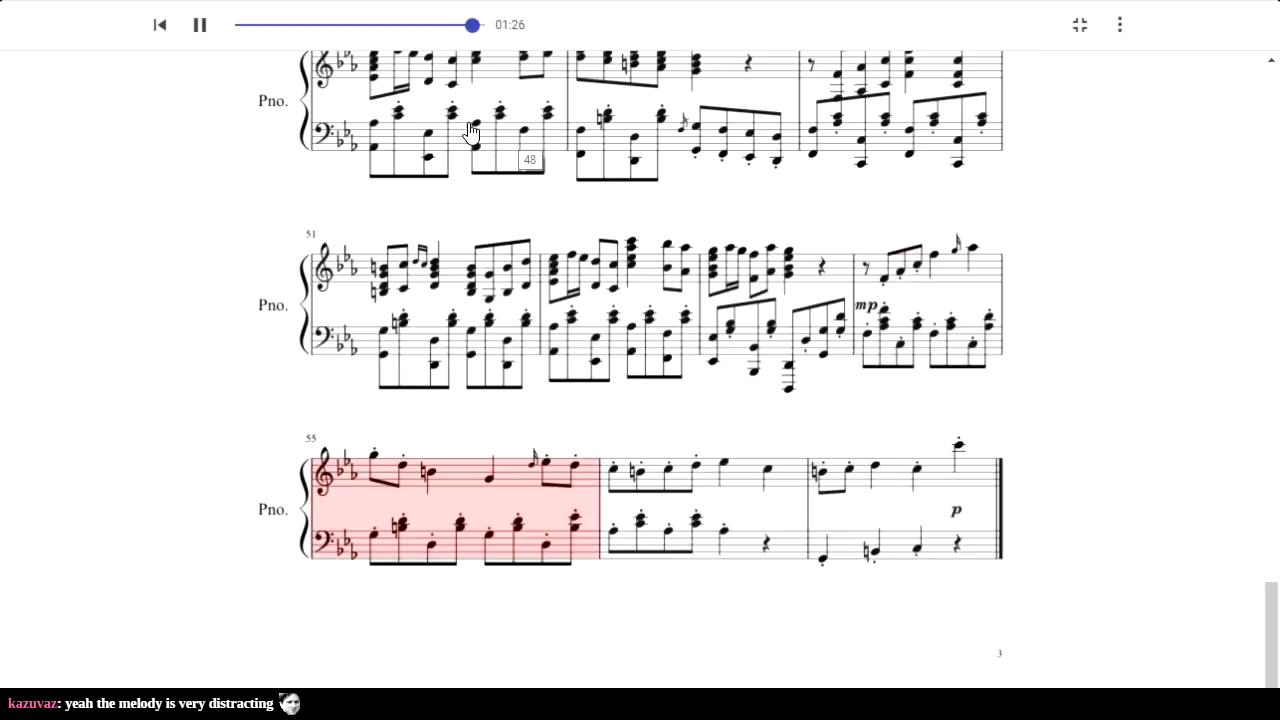 01:26
Pno.
48
51
Pno.
mp
55
Pno.
p
3
kazuvaz: yeah the melody is very distracting